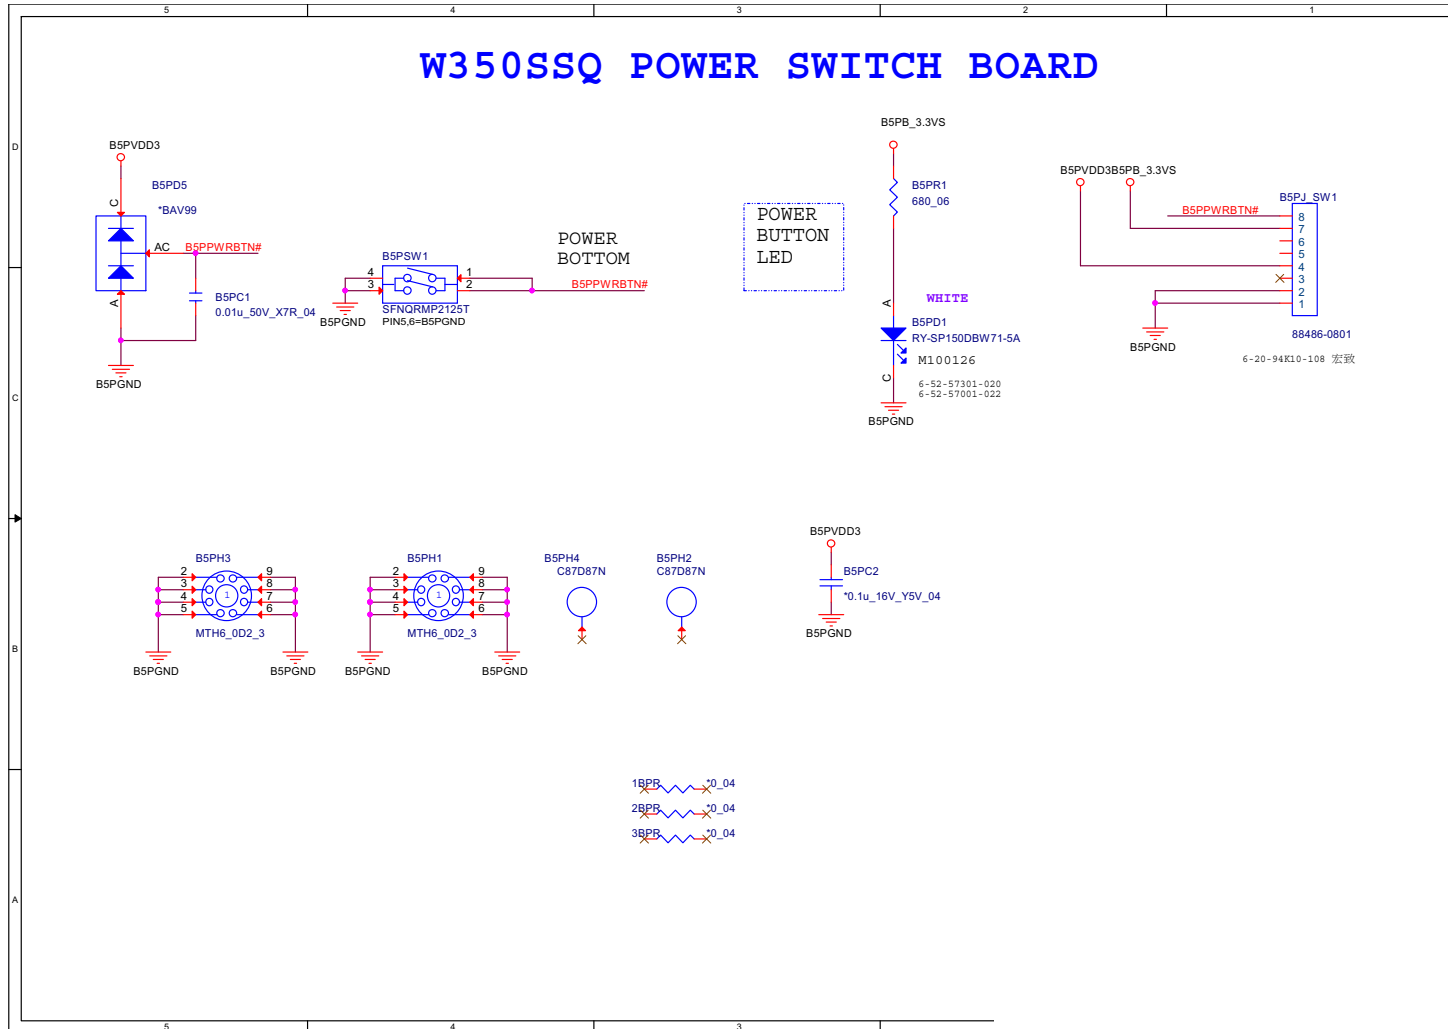 5 4 3 2 1
W350SSQ POWER SWITCH BOARD
D
C
B
A
B5PVDD3
B5PD5
*BAV99
C
AC
A
B5PPWRBTN#
B5PC1
0.01u_50V_X7R_04
B5PGND
B5PSW1
4
3
1
2
SFNQRMP2125T
PIN5,6=B5PGND
B5PGND
POWER
BOTTOM
B5PPWRBTN#
POWER
BUTTON
LED
B5PB_3.3VS
B5PR1
680_06
A
WHITE
B5PD1
RY-SP150DBW71-5A
M100126
C
6-52-57301-020
6-52-57001-022
B5PGND
B5PVDD3 B5PB_3.3VS
B5PJ_SW1
B5PPWRBTN#
8
7
6
5
4
3
2
1
B5PGND
88486-0801
6-20-94K10-108 宏致
B5PH3
2 9
3 8
4 1 7
5 6
MTH6_0D2_3
B5PGND B5PGND
B5PH1
2 9
3 8
4 1 7
5 6
MTH6_0D2_3
B5PGND B5PGND
B5PH4
C87D87N
B5PH2
C87D87N
B5PVDD3
B5PC2
*0.1u_16V_Y5V_04
B5PGND
1BPR *0_04
2BPR *0_04
3BPR *0_04
5 4 3